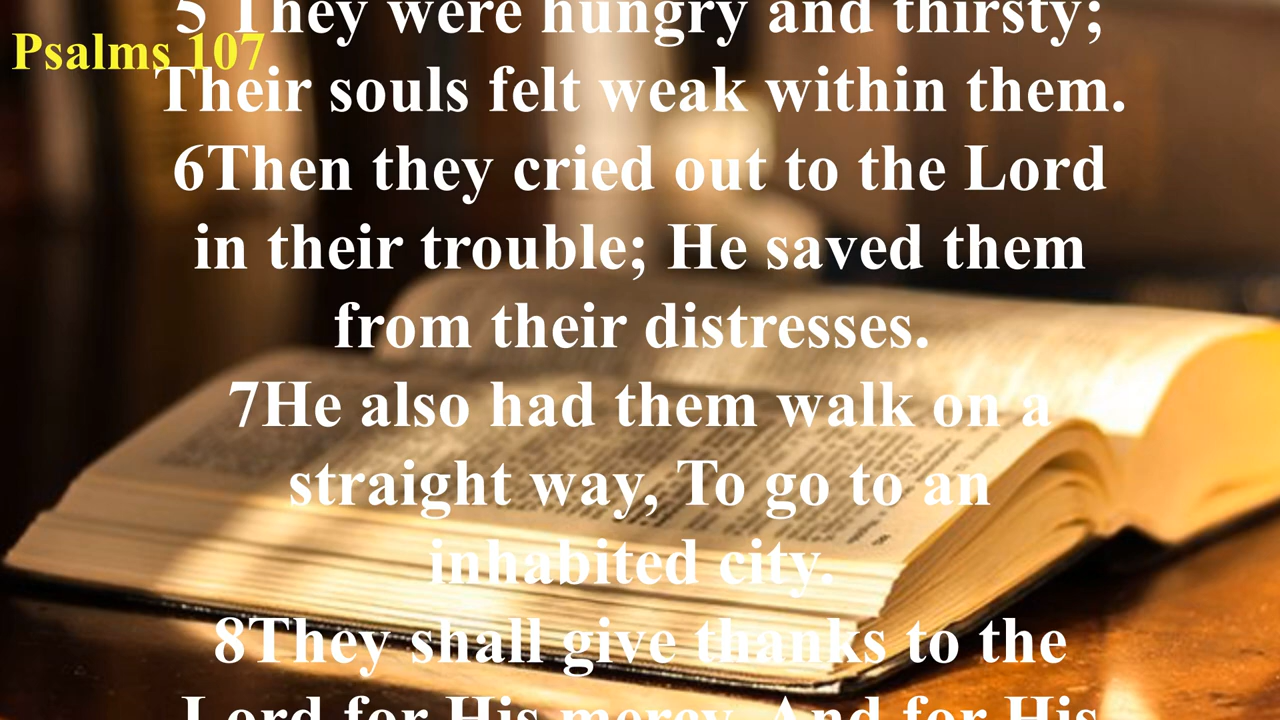 5 They were hungry and thirsty;
Psalms 107
Their souls felt weak within them.
6Then they cried out to the Lord
in their trouble; He saved them
from their distresses.
7He also had them walk on a
straight way, To go to an
inhabited city.
8They shall give thanks to the
Lord for His mercy, And for His